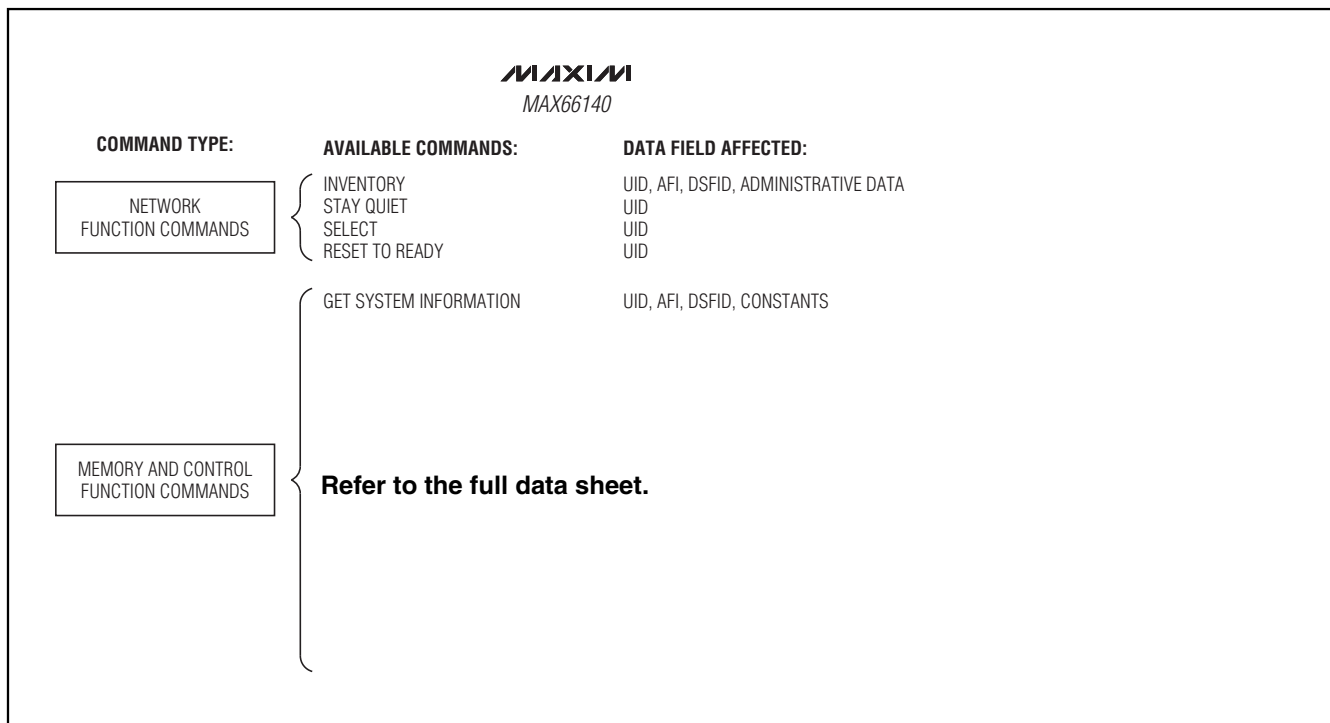 MAXIM
MAX66140
COMMAND TYPE: AVAILABLE COMMANDS: DATA FIELD AFFECTED:
NETWORK
FUNCTION COMMANDS
INVENTORY UID, AFI, DSFID, ADMINISTRATIVE DATA
STAY QUIET UID
SELECT UID
RESET TO READY UID
GET SYSTEM INFORMATION UID, AFI, DSFID, CONSTANTS
MEMORY AND CONTROL
FUNCTION COMMANDS
Refer to the full data sheet.